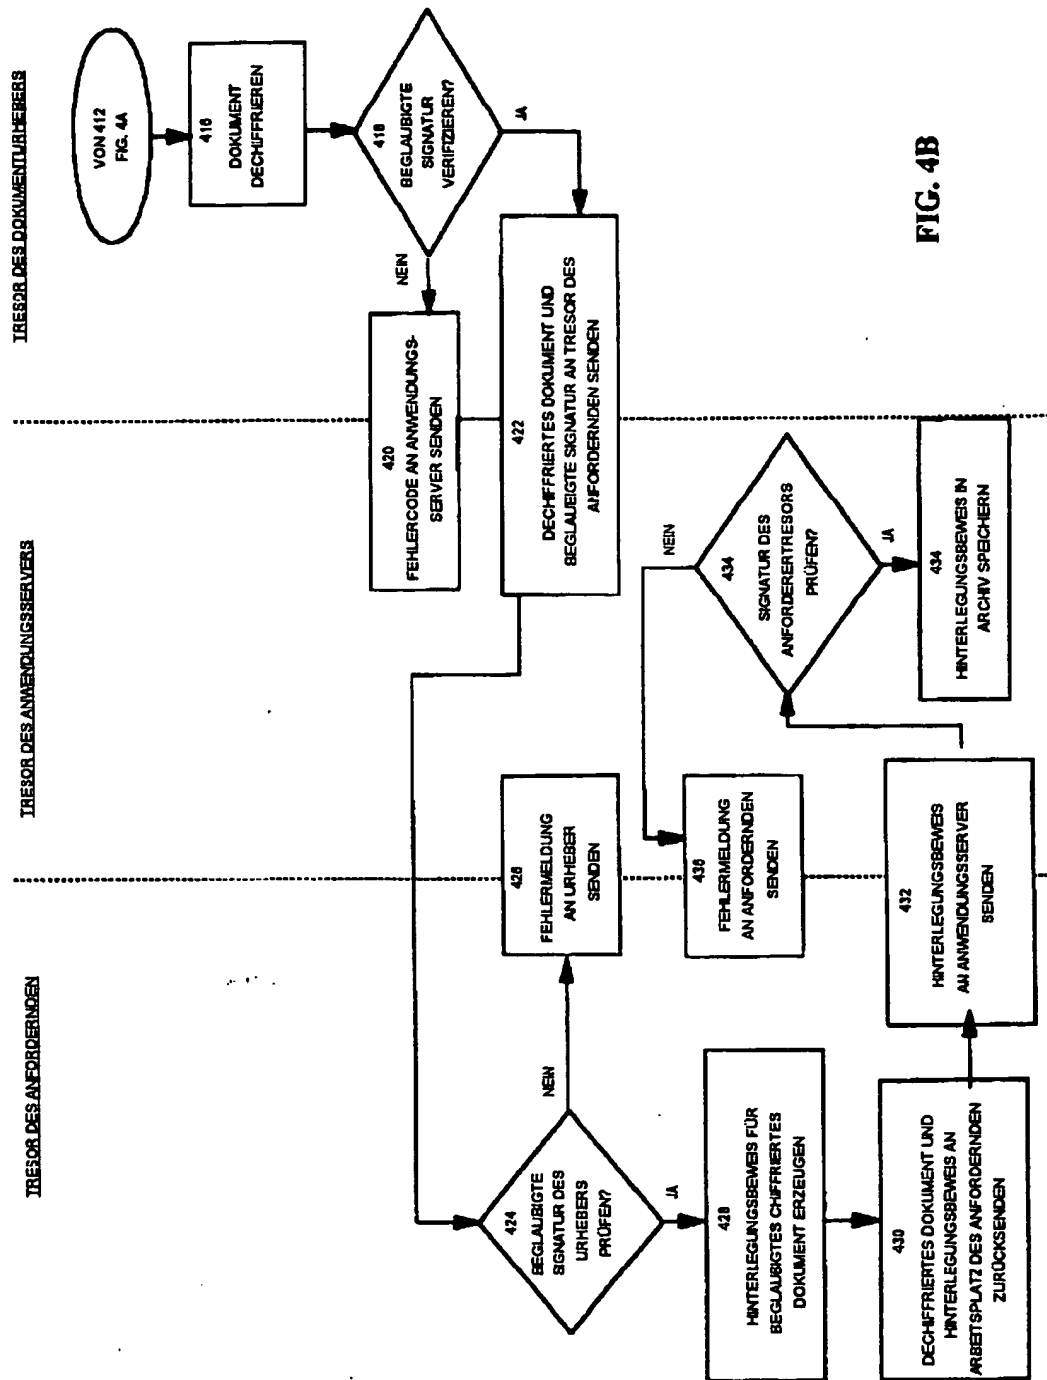 TRESOR DES ANFORDERNDEN
TRESOR DES ANWENDUNGSSERVERS
TRESOR DES DOKUMENTURHEBERS
VON 412
FIG. 4A
416
DOKUMENT
DECHIFFRIEREN
418
BEGLAUBIGTE
SIGNATUR
VERIFIZIEREN?
NEIN
JA
420
FEHLERCODE AN ANWENDUNGS-
SERVER SENDEN
422
DECHIFFRIERTES DOKUMENT UND
BEGLAUEIGTE SIGNATUR AN TRESOR DES
ANFORDERNDEN SENDEN
424
BEGLAUBIGTE
SIGNATUR DES
URHEBERS
PRÜFEN?
NEIN
JA
426
FEHLERMELDUNG
AN URHEBER
SENDEN
428
HINTERLEGUNGSBEWEIS FÜR
BEGLAUBIGTES CHIFFRIERTES
DOKUMENT ERZEUGEN
430
DECHIFFRIERTES DOKUMENT UND
HINTERLEGUNGSBEWEIS AN
ARBEITSPLATZ DES ANFORDERNDEN
ZURÜCKSENDEN
432
HINTERLEGUNGSBEWEIS
AN ANWENDUNGSSERVER
SENDEN
434
SIGNATUR DES
ANFORDERERTRESORS
PRÜFEN?
NEIN
JA
436
FEHLERMELDUNG
AN ANFORDERNDEN
SENDEN
434
HINTERLEGUNGSBEWEIS IN
ARCHIV SPEICHERN
FIG. 4B